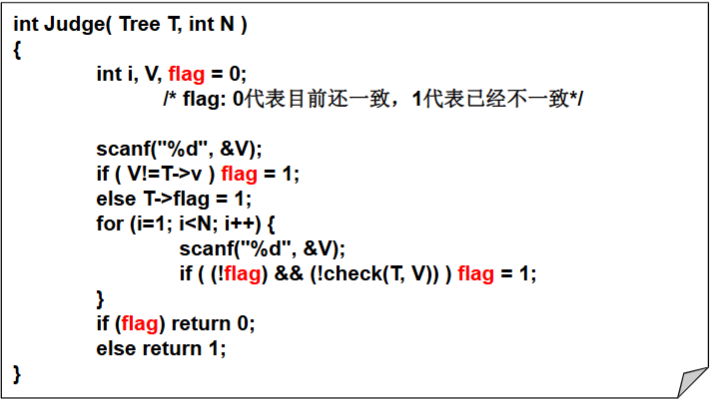 int Judge( Tree T, int N )
{
int i, V, flag = 0;
/* flag: 0代表目前还一致，1代表已经不一致*/
scanf("%d", &V);
if ( V!=T->v ) flag = 1;
else T->flag = 1;
for (i=1; i<N; i++) {
scanf("%d", &V);
if ( (!flag) && (!check(T, V)) ) flag = 1;
}
if (flag) return 0;
else return 1;
}